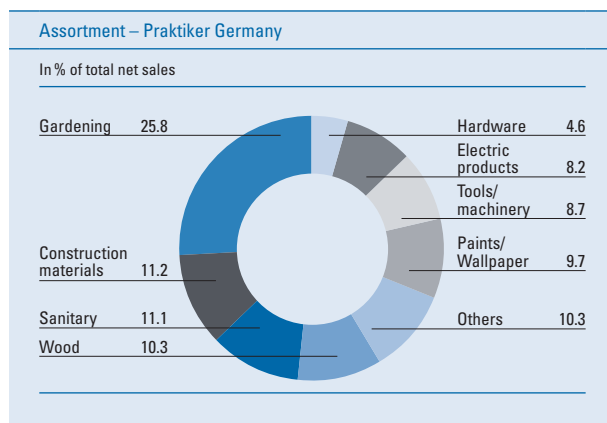 Assortment – Praktiker Germany
In % of total net sales
Gardening 25.8
Construction
materials 11.2
Sanitary 11.1
Wood 10.3
Hardware 4.6
Electric
products 8.2
Tools/
machinery 8.7
Paints/
Wallpaper 9.7
Others 10.3